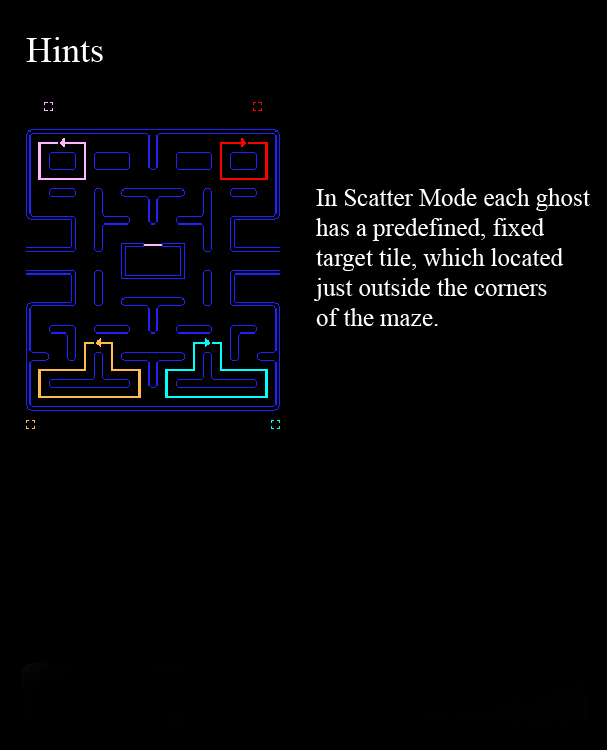 Hints
In Scatter Mode each ghost
has a predefined, fixed
target tile, which located
just outside the corners
of the maze.